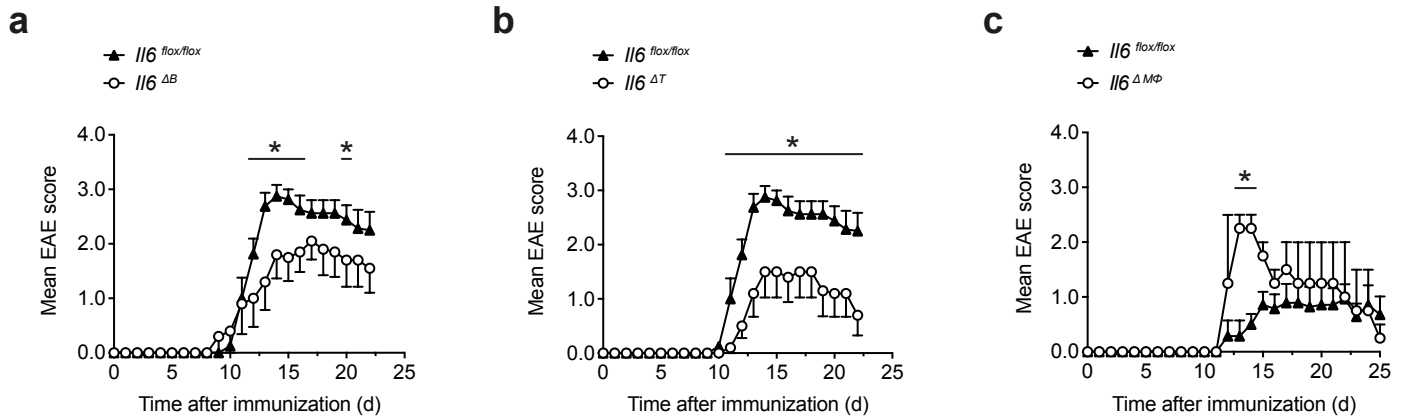 a
Il6 flox/flox
Il6 ΔB
*
*
Mean EAE score
4.0
3.0
2.0
1.0
0.0
0
5
10
15
20
25
Time after immunization (d)
b
Il6 flox/flox
Il6 ΔT
*
Mean EAE score
4.0
3.0
2.0
1.0
0.0
0
5
10
15
20
25
Time after immunization (d)
c
Il6 flox/flox
Il6 Δ MΦ
*
Mean EAE score
4.0
3.0
2.0
1.0
0.0
0
5
10
15
20
25
Time after immunization (d)